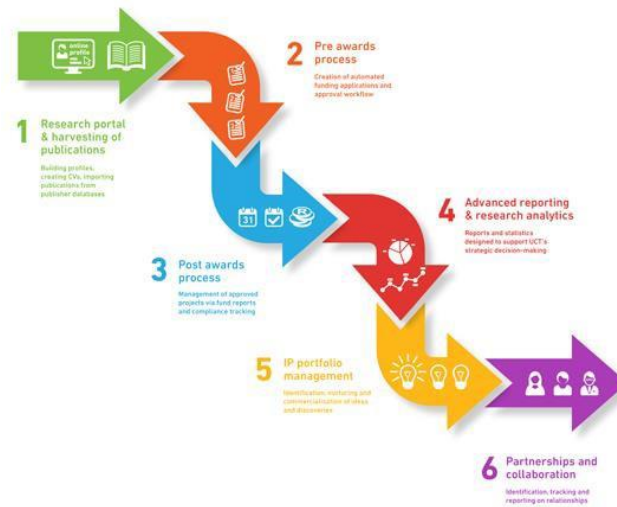 online
profile
1
Research portal
& harvesting of
publications
Building profiles,
creating CVs, importing
publications from
publisher databases
2
Pre awards
process
Creation of automated
funding applications and
approval workflow
31
R
3
Post awards
process
Management of approved
projects via fund reports
and compliance tracking
4
Advanced reporting
& research analytics
Reports and statistics
designed to support UCT's
strategic decision-making
5
IP portfolio
management
Identification, nurturing and
commercialisation of ideas
and discoveries
6
Partnerships and
collaboration
Identification, tracking and
reporting on relationships